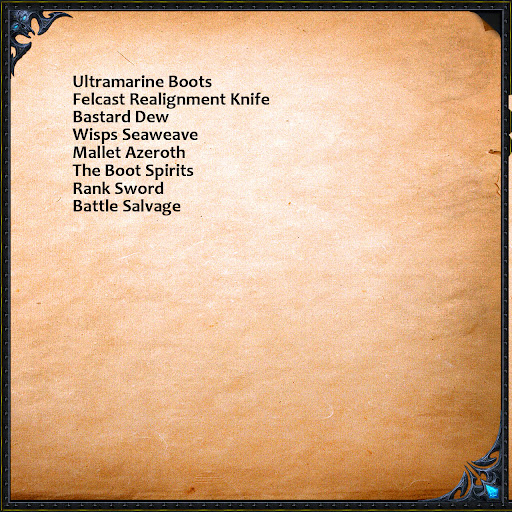 Ultramarine Boots
Felcast Realignment Knife
Bastard Dew
Wisps Seaweave
Mallet Azeroth
The Boot Spirits
Rank Sword
Battle Salvage